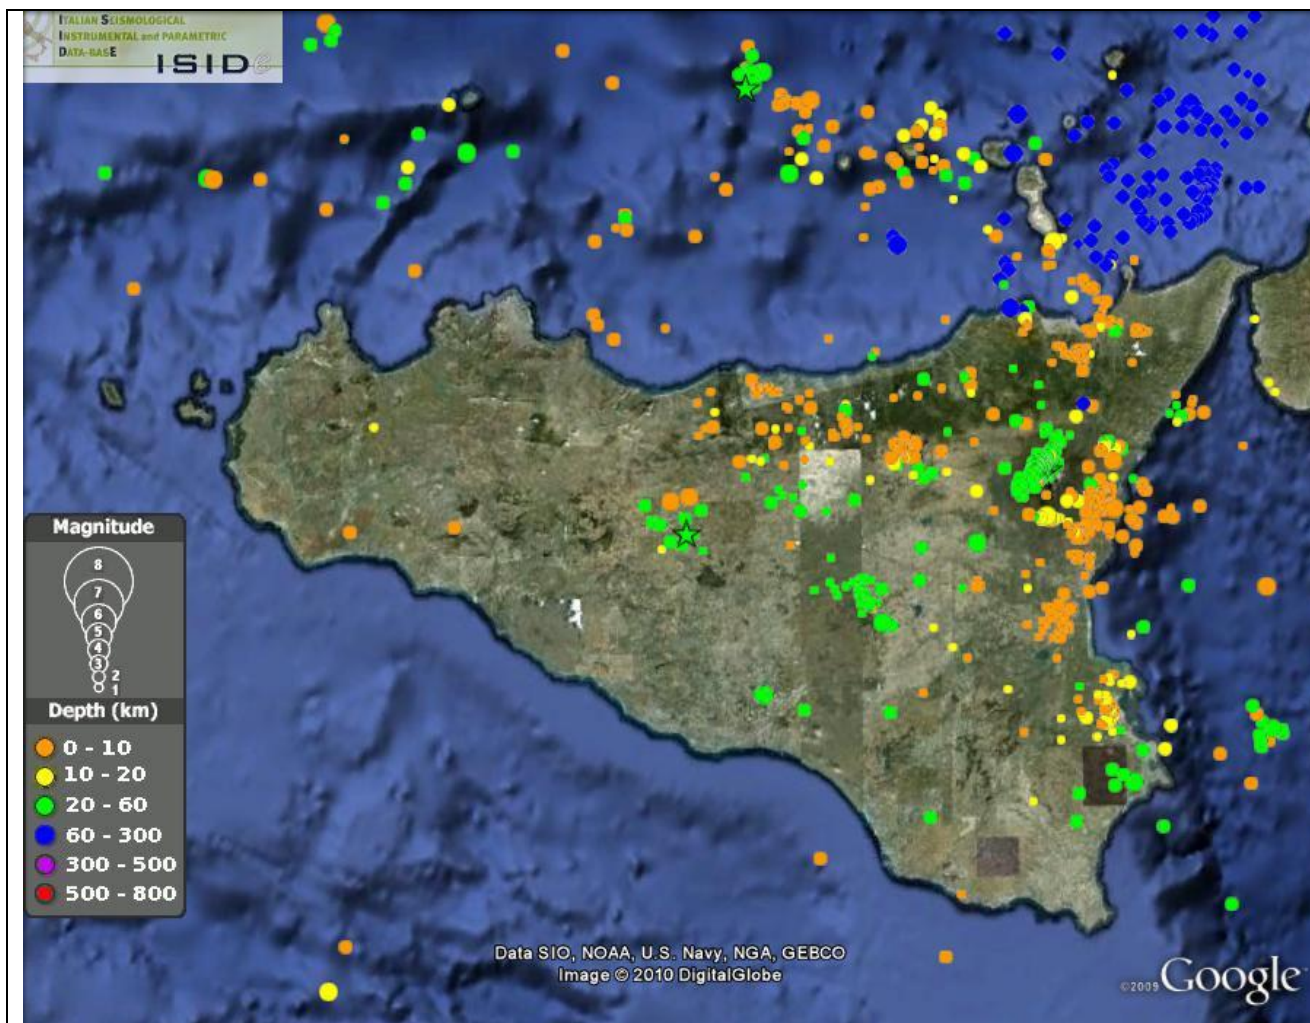 ITALIAN SEISMOLOGICAL
INSTRUMENTAL and PARAMETRIC
DATA-BASE
ISIDe
Magnitude
8
7
6
5
4
3
2
1
Depth (km)
0 - 10
10 - 20
20 - 60
60 - 300
300 - 500
500 - 800
Data SIO, NOAA, U.S. Navy, NGA, GEBCO
Image © 2010 DigitalGlobe
©2009 Google